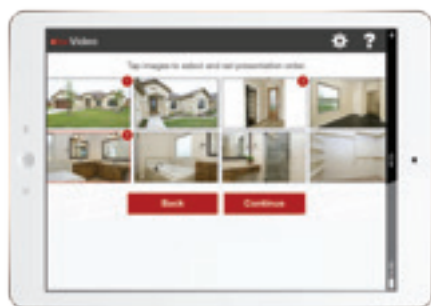 Video ?
Tap images to select and set presentation order.
Back Continue